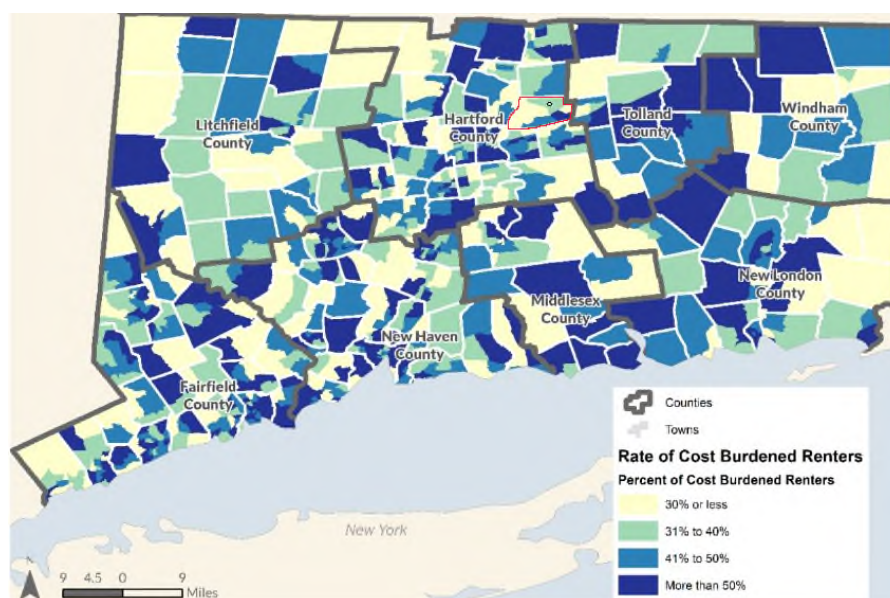 Litchfield
County
Hartford
County
Tolland
County
Windham
County
New London
County
Middlesex
County
New Haven
County
Fairfield
County
New York
N
9 4.5 0 9
Miles
Counties
Towns
Rate of Cost Burdened Renters
Percent of Cost Burdened Renters
30% or less
31% to 40%
41% to 50%
More than 50%